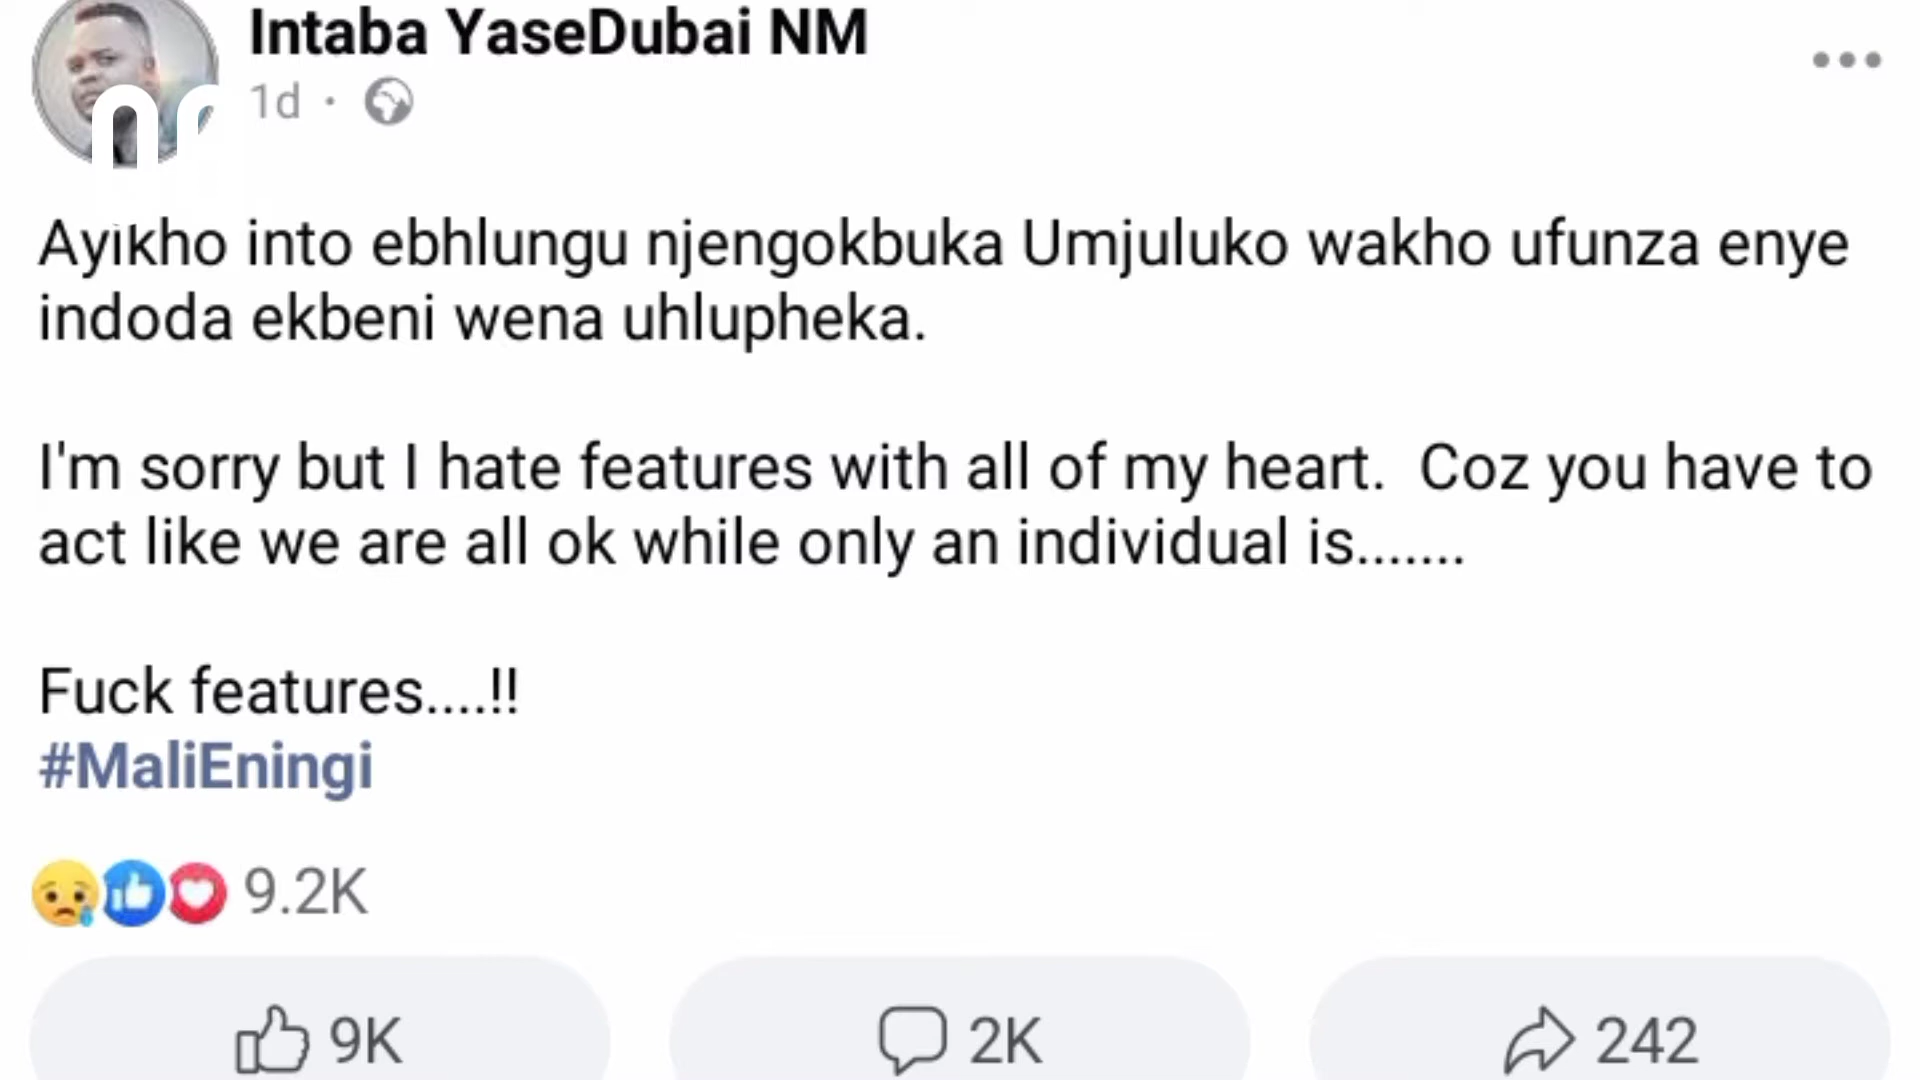 Intaba YaseDubai NM
1d ·
Ayikho into ebhlungu njengokbuka Umjuluko wakho ufunza enye
indoda ekbeni wena uhlupheka.
I'm sorry but I hate features with all of my heart.  Coz you have to
act like we are all ok while only an individual is.......
Fuck features....!!
#MaliEningi
9.2K
9K
2K
242